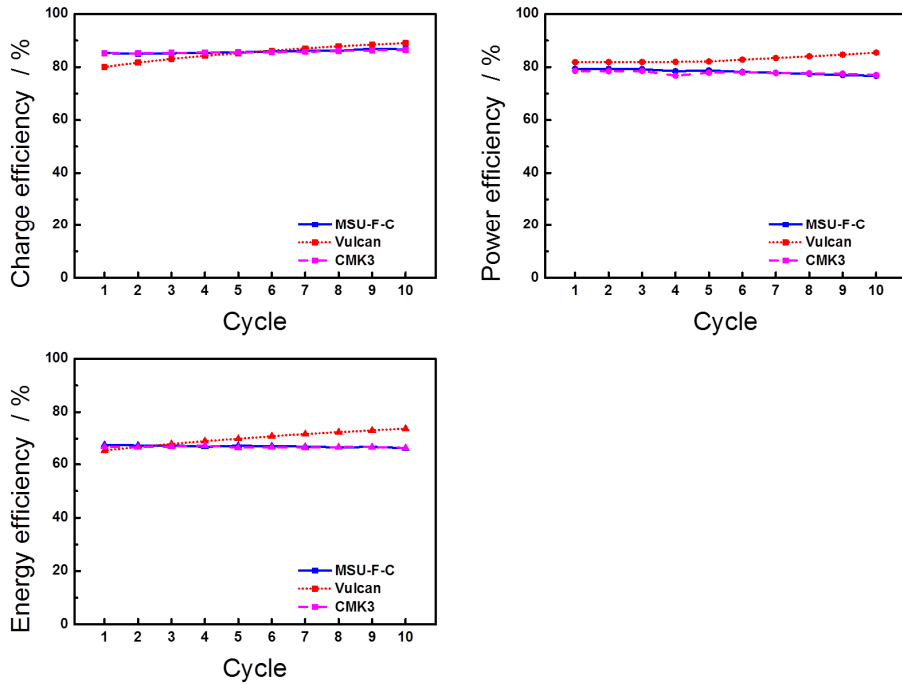 Charge efficiency / %
100
80
60
40
20
0
MSU-F-C
Vulcan
CMK3
1 2 3 4 5 6 7 8 9 10
Cycle
Power efficiency / %
100
80
60
40
20
0
MSU-F-C
Vulcan
CMK3
1 2 3 4 5 6 7 8 9 10
Cycle
Energy efficiency / %
100
80
60
40
20
0
MSU-F-C
Vulcan
CMK3
1 2 3 4 5 6 7 8 9 10
Cycle